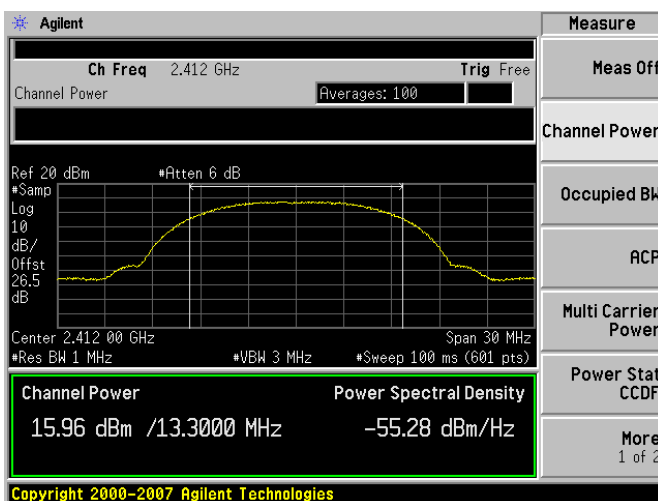 Agilent
Measure
Ch Freq 2.412 GHz Trig Free
Meas Off
Channel Power Averages: 100
Channel Power
Ref 20 dBm #Atten 6 dB
#Samp
Log
10
dB/
Offst
26.5
dB
Occupied BW
ACP
Multi Carrier
Power
Center 2.412 00 GHz Span 30 MHz
#Res BW 1 MHz #VBW 3 MHz #Sweep 100 ms (601 pts)
Channel Power Power Spectral Density
15.96 dBm /13.3000 MHz -55.28 dBm/Hz
Power Stat
CCDF
More
1 of 2
Copyright 2000-2007 Agilent Technologies